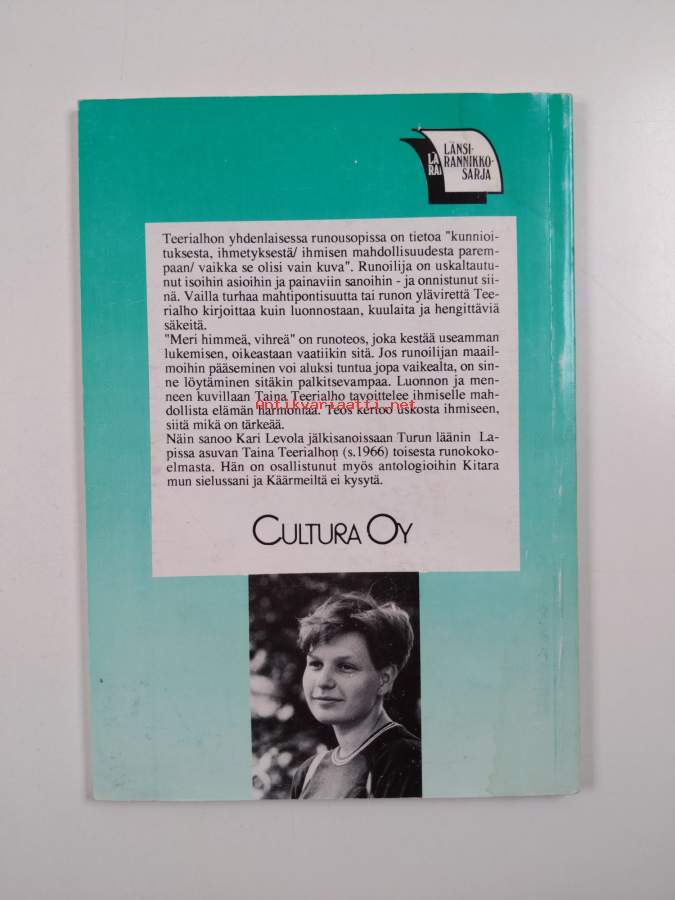 LÄNSI-
LA RANNIKKO-
RAI SARJA
Teerialhon yhdenlaisessa runousopissa on tietoa "kunnioi-
tuksesta, ihmetyksestä/ ihmisen mahdollisuudesta parem-
paan/ vaikka se olisi vain kuva". Runoilija on uskaltautu-
nut isoihin asioihin ja painaviin sanoihin - ja onnistunut sii-
nä. Vailla turhaa mahtipontisuutta tai runon ylävirettä Tee-
rialho kirjoittaa kuin luonnostaan, kuulaita ja hengittäviä
säkeitä.
"Meri himmeä, vihreä" on runoteos, joka kestää useamman
lukemisen, oikeastaan vaatiikin sitä. Jos runoilijan maail-
moihin pääseminen voi aluksi tuntua jopa vaikealta, on sin-
ne löytäminen sitäkin palkitsevampaa. Luonnon ja men-
neen kuvillaan Taina Teerialho tavoittelee ihmiselle mah-
dollista elämän harmoniaa. Teos kertoo uskosta ihmiseen,
siitä mikä on tärkeää.
Antikvariaatti.net
Näin sanoo Kari Levola jälkisanoissaan Turun läänin La-
pissa asuvan Taina Teerialhon (s.1966) toisesta runokoko-
elmasta. Hän on osallistunut myös antologioihin Kitara
mun sielussani ja Käärmeiltä ei kysytä.
CULTURA OY